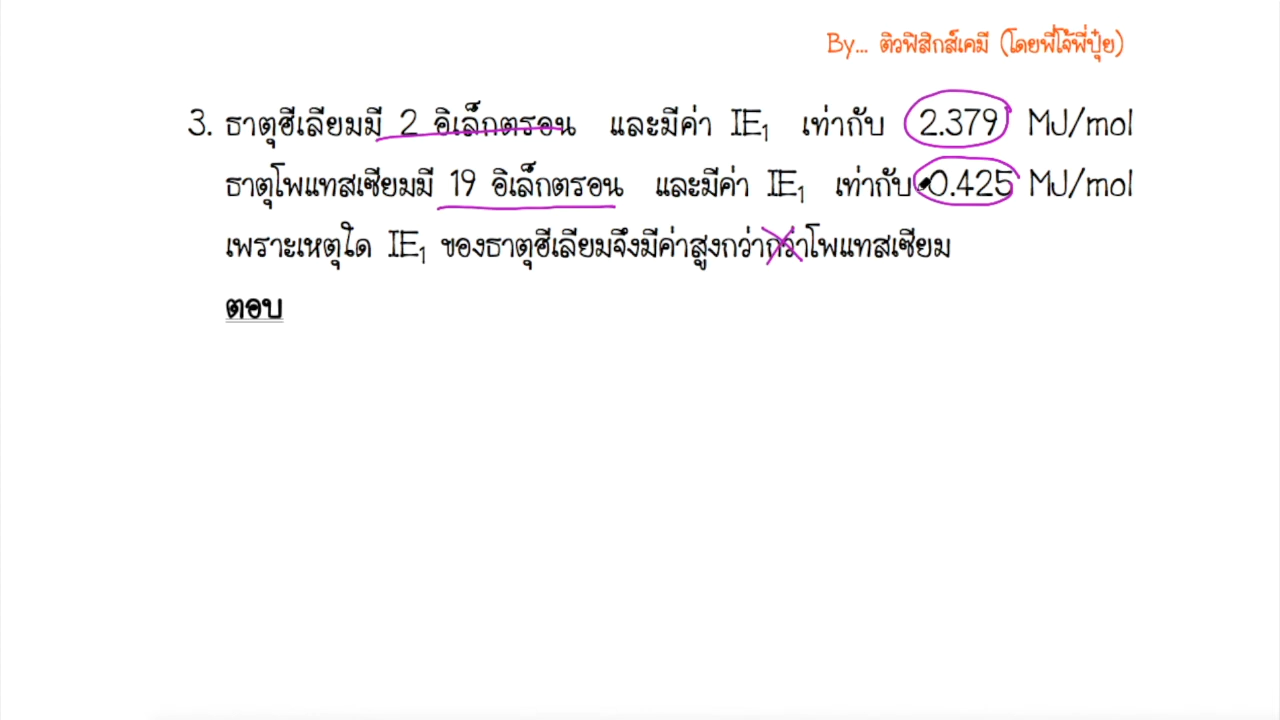 By... ติวฟิสิกส์เคมี (โดยพี่โจ้พี่ปุ๋ย)
3. ธาตุฮีเลียมมี 2 อิเล็กตรอน และมีค่า IE₁ เท่ากับ 2.379 MJ/mol
ธาตุโพแทสเซียมมี 19 อิเล็กตรอน และมีค่า IE₁ เท่ากับ 0.425 MJ/mol
เพราะเหตุใด IE₁ ของธาตุฮีเลียมจึงมีค่าสูงกว่ากว่าโพแทสเซียม
ตอบ